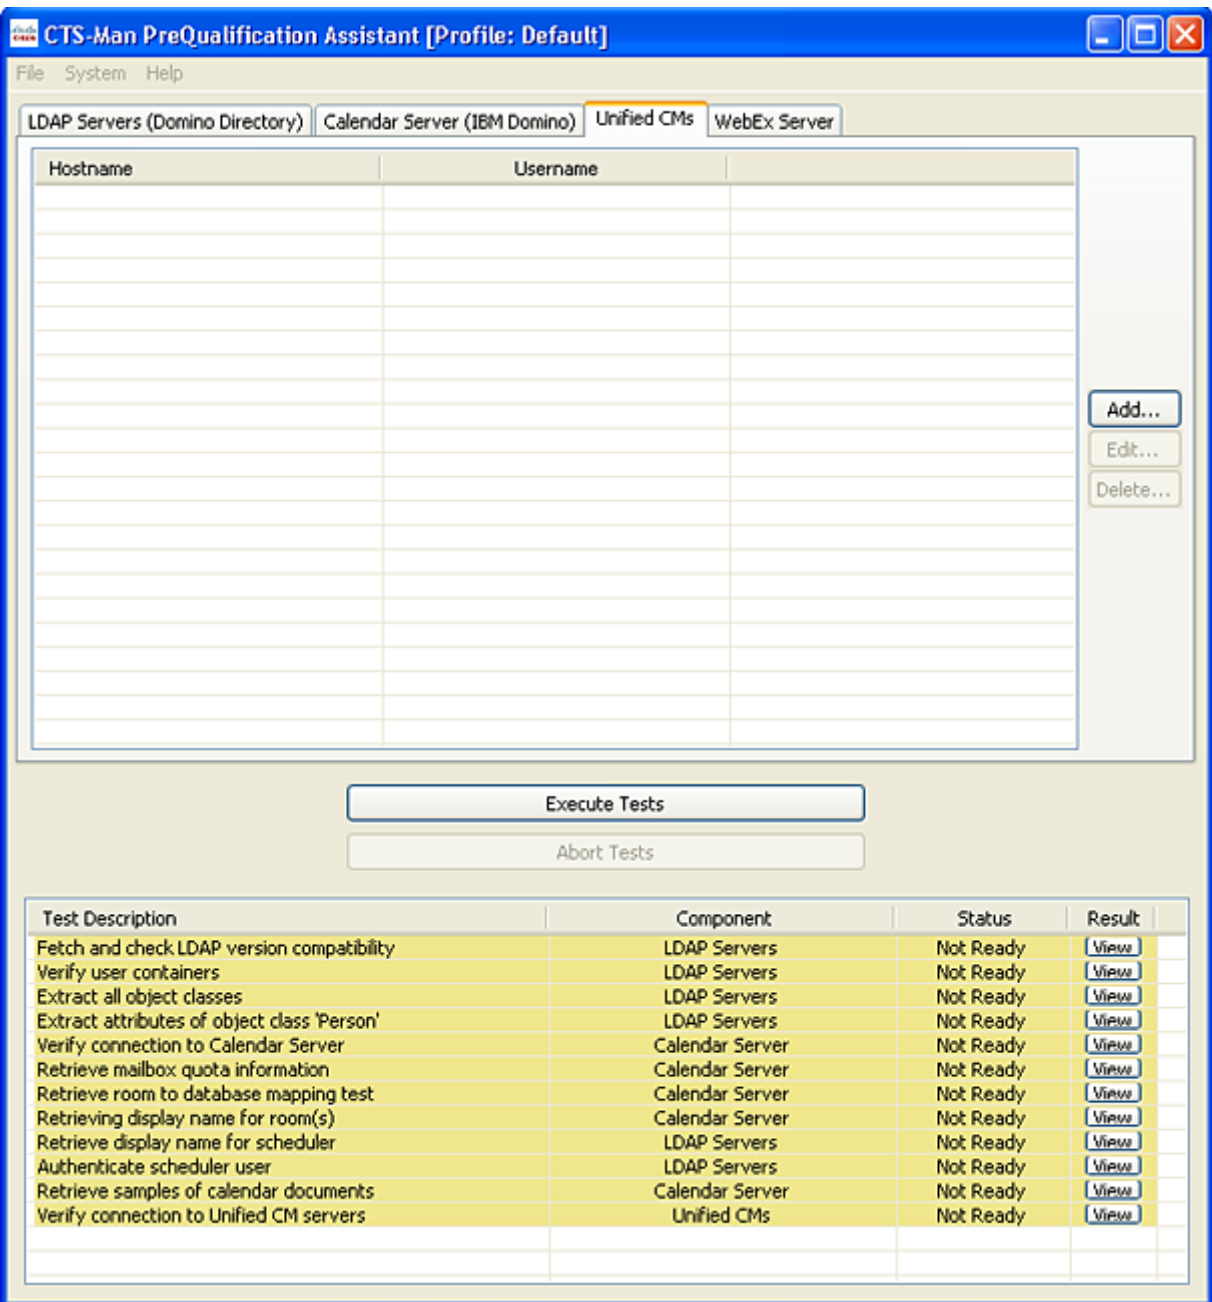 CTS-Man PreQualification Assistant [Profile: Default]
File System Help
LDAP Servers (Domino Directory) Calendar Server (IBM Domino) Unified CMs WebEx Server
Hostname Username
Add...
Edit...
Delete...
Execute Tests
Abort Tests
Test Description Component Status Result
Fetch and check LDAP version compatibility LDAP Servers Not Ready View
Verify user containers LDAP Servers Not Ready View
Extract all object classes LDAP Servers Not Ready View
Extract attributes of object class 'Person' LDAP Servers Not Ready View
Verify connection to Calendar Server Calendar Server Not Ready View
Retrieve mailbox quota information Calendar Server Not Ready View
Retrieve room to database mapping test Calendar Server Not Ready View
Retrieving display name for room(s) Calendar Server Not Ready View
Retrieve display name for scheduler LDAP Servers Not Ready View
Authenticate scheduler user LDAP Servers Not Ready View
Retrieve samples of calendar documents Calendar Server Not Ready View
Verify connection to Unified CM servers Unified CMs Not Ready View